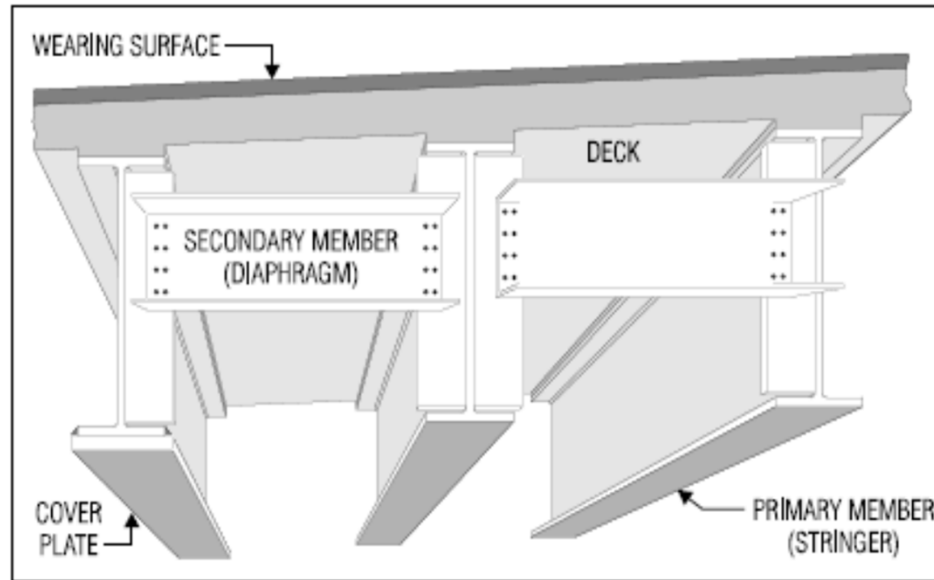 WEARING SURFACE
DECK
SECONDARY MEMBER
(DIAPHRAGM)
COVER
PLATE
PRIMARY MEMBER
(STRINGER)